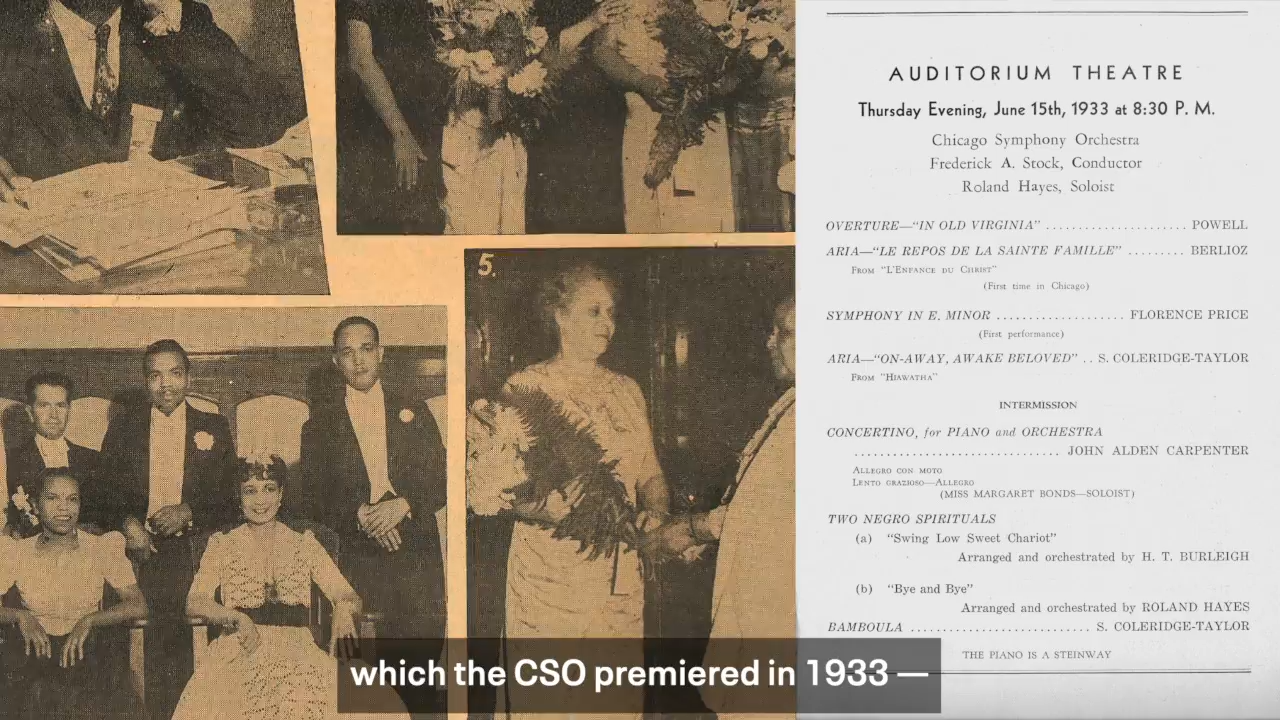 5.
AUDITORIUM THEATRE
Thursday Evening, June 15th, 1933 at 8:30 P. M.
Chicago Symphony Orchestra
Frederick A. Stock, Conductor
Roland Hayes, Soloist
OVERTURE—"IN OLD VIRGINIA" ...................... POWELL
ARIA—"LE REPOS DE LA SAINTE FAMILLE" ......... BERLIOZ
FROM "L'ENFANCE DU CHRIST"
(First time in Chicago)
SYMPHONY IN E. MINOR .................... FLORENCE PRICE
(First performance)
ARIA—"ON-AWAY, AWAKE BELOVED" .. S. COLERIDGE-TAYLOR
FROM "HIAWATHA"
INTERMISSION
CONCERTINO, for PIANO and ORCHESTRA
................................ JOHN ALDEN CARPENTER
ALLEGRO CON MOTO
LENTO GRAZIOSO—ALLEGRO
(MISS MARGARET BONDS—SOLOIST)
TWO NEGRO SPIRITUALS
(a) "Swing Low Sweet Chariot"
Arranged and orchestrated by H. T. BURLEIGH
(b) "Bye and Bye"
Arranged and orchestrated by ROLAND HAYES
BAMBOULA ............................ S. COLERIDGE-TAYLOR
THE PIANO IS A STEINWAY
which the CSO premiered in 1933 —